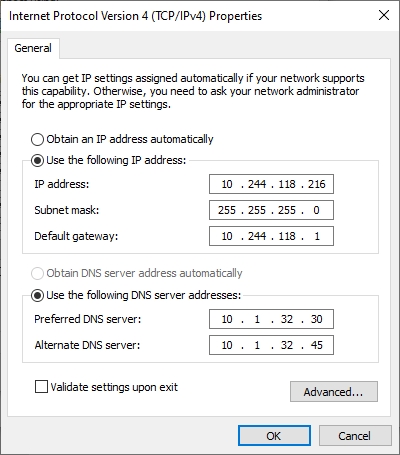 Internet Protocol Version 4 (TCP/IPv4) Properties
General
You can get IP settings assigned automatically if your network supports
this capability. Otherwise, you need to ask your network administrator
for the appropriate IP settings.
Obtain an IP address automatically
Use the following IP address:
IP address: 10 . 244 . 118 . 216
Subnet mask: 255 . 255 . 255 . 0
Default gateway: 10 . 244 . 118 . 1
Obtain DNS server address automatically
Use the following DNS server addresses:
Preferred DNS server: 10 . 1 . 32 . 30
Alternate DNS server: 10 . 1 . 32 . 45
Validate settings upon exit
Advanced...
OK Cancel